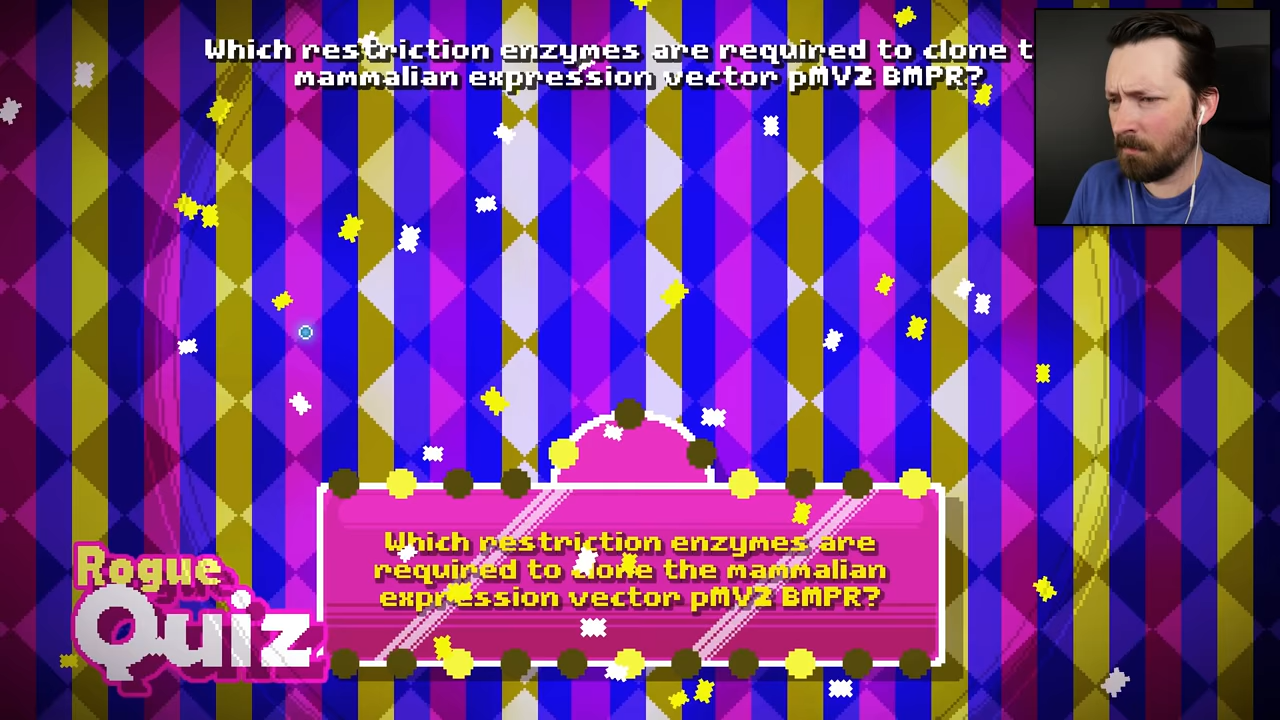 Which restriction enzymes are required to clone t
mammalian expression vector pMV2 BMPR?
Which restriction enzymes are
required to clone the mammalian
expression vector pMV2 BMPR?
Rogue
Quiz